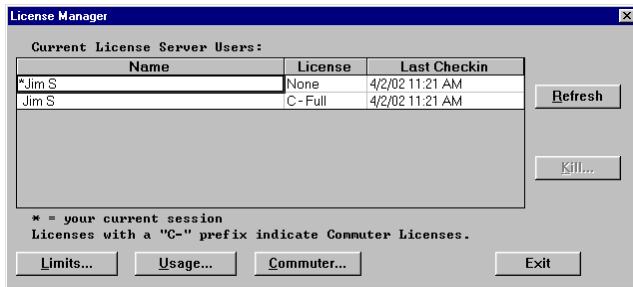 License Manager
Current License Server Users:
Name License Last Checkin
*Jim S None 4/2/02 11:21 AM
Jim S C - Full 4/2/02 11:21 AM
Refresh
Kill...
* = your current session
Licenses with a "C-" prefix indicate Commuter Licenses.
Limits... Usage... Commuter... Exit